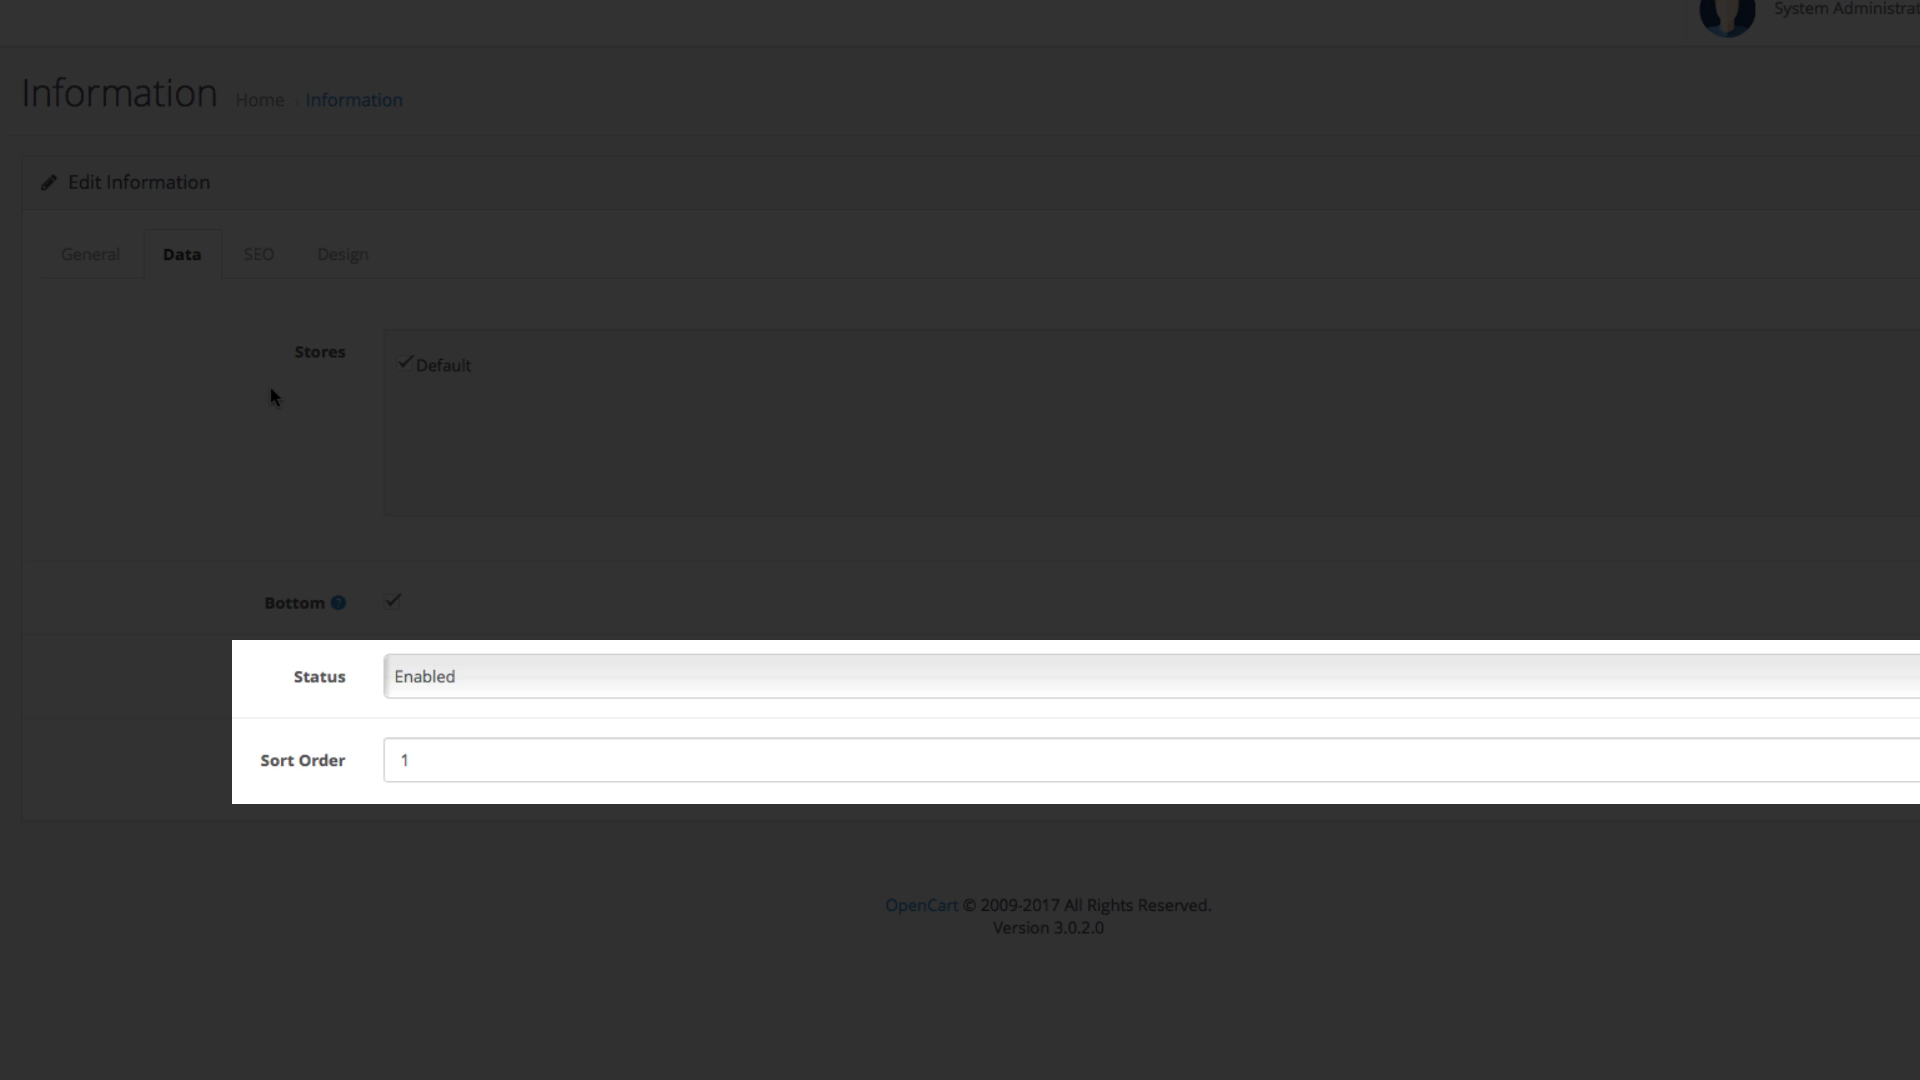 System Administrat
Information Home › Information
Edit Information
General Data SEO Design
Stores
Default
Bottom ?
Status Enabled
Sort Order 1
OpenCart © 2009-2017 All Rights Reserved.
Version 3.0.2.0